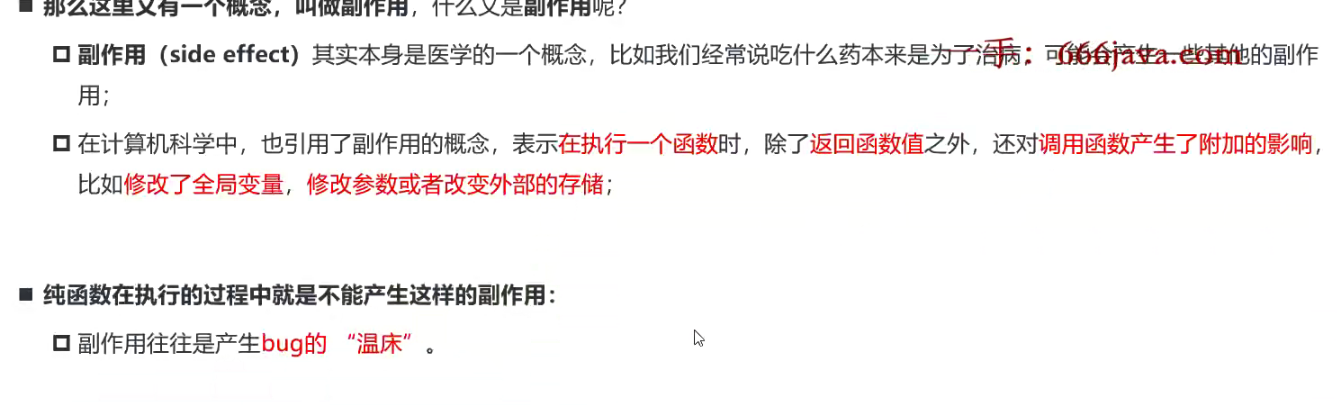 ■ 那么这里又有一个概念，叫做副作用，什么又是副作用呢？
副作用（side effect）其实本身是医学的一个概念，比如我们经常说吃什么药本来是为了治病，可能会产生一些其他的副作
用；
在计算机科学中，也引用了副作用的概念，表示在执行一个函数时，除了返回函数值之外，还对调用函数产生了附加的影响，
比如修改了全局变量，修改参数或者改变外部的存储；
■ 纯函数在执行的过程中就是不能产生这样的副作用：
副作用往往是产生bug的 “温床”。
一手：666java.com